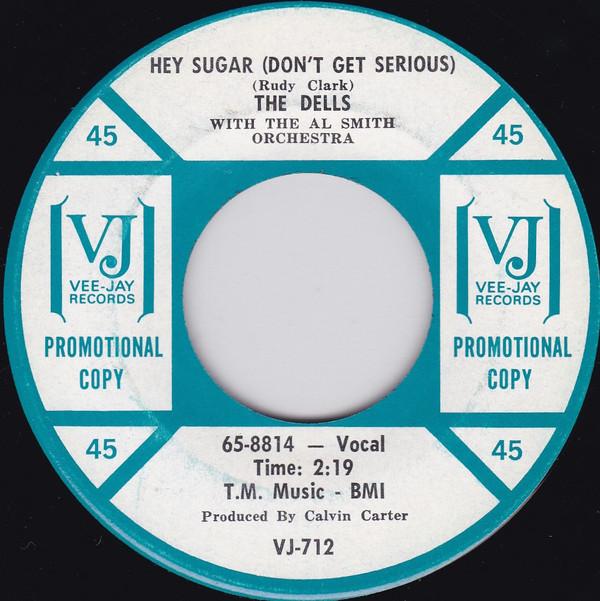 HEY SUGAR (DON'T GET SERIOUS)
(Rudy Clark)
THE DELLS
WITH THE AL SMITH
ORCHESTRA
45
45
VJ
VEE-JAY
RECORDS
PROMOTIONAL
COPY
VJ
VEE-JAY
RECORDS
PROMOTIONAL
COPY
45
45
65-8814 — Vocal
Time: 2:19
T.M. Music - BMI
Produced By Calvin Carter
VJ-712